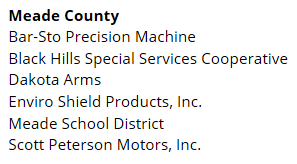 Meade County
Bar-Sto Precision Machine
Black Hills Special Services Cooperative
Dakota Arms
Enviro Shield Products, Inc.
Meade School District
Scott Peterson Motors, Inc.